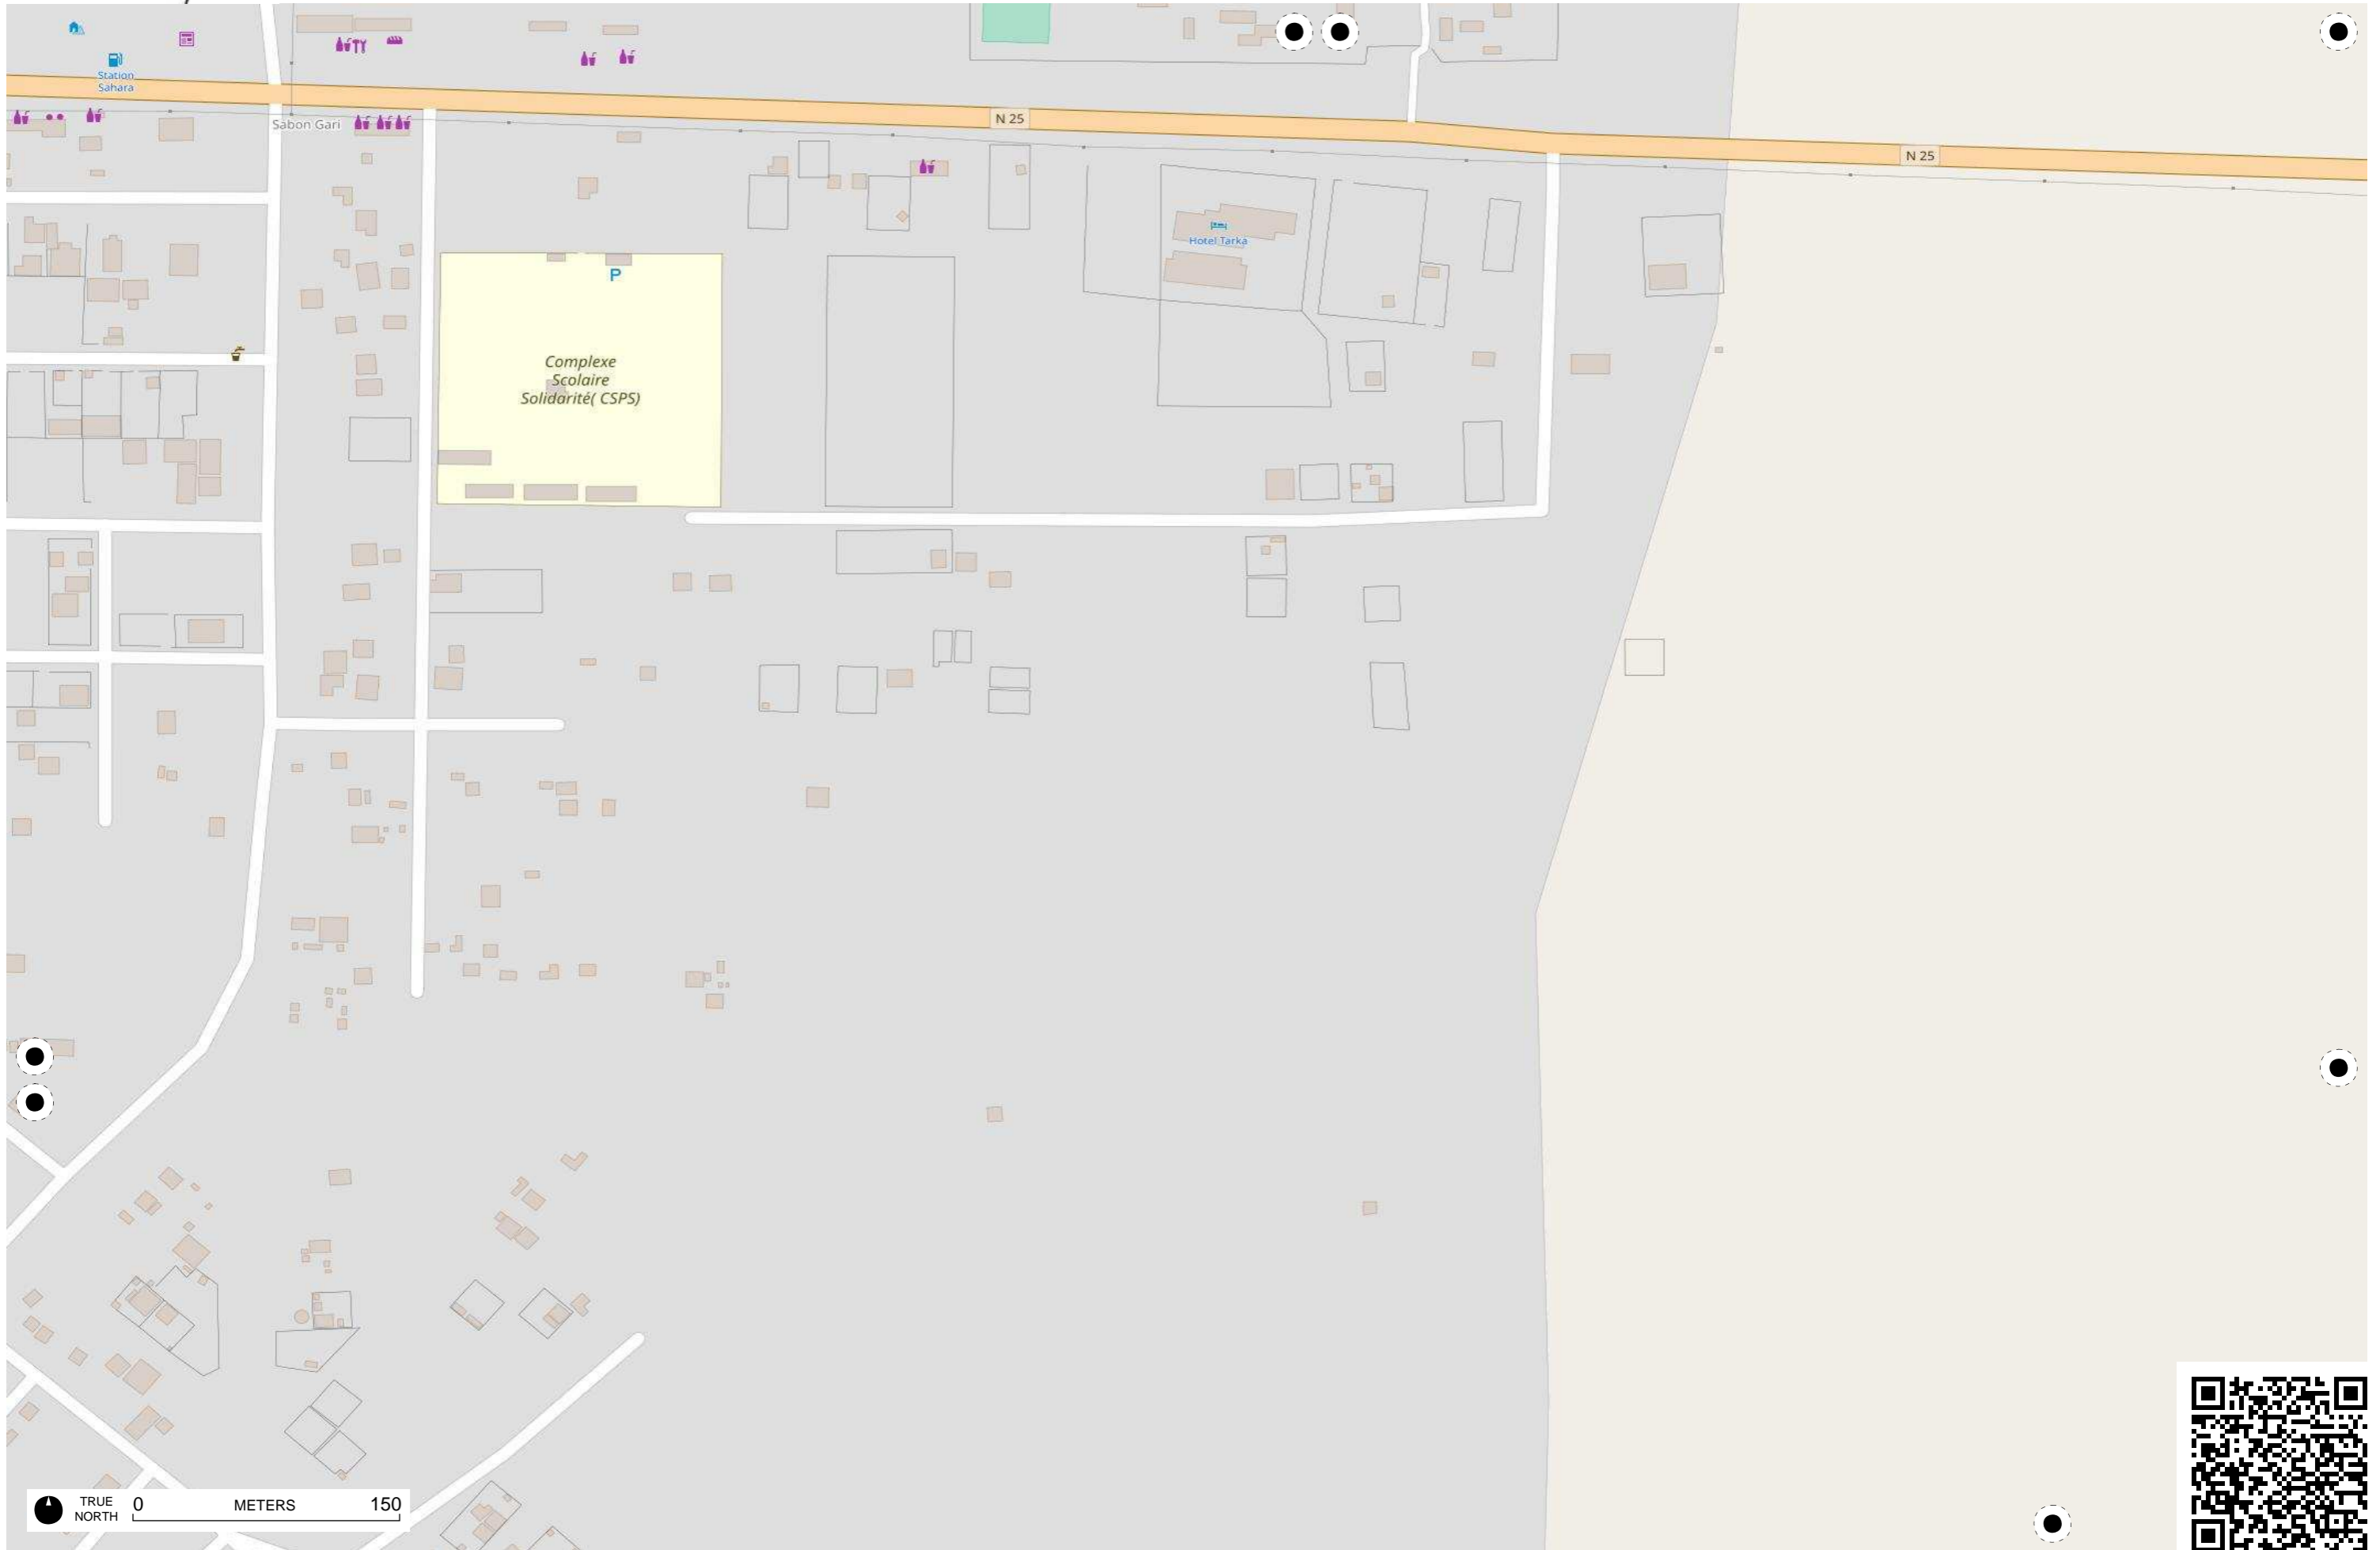 Station
Sahara
Sabon Gari
N 25
N 25
Hotel Tarka
P
Complexe
Scolaire
Solidarité( CSPS)
TRUE
NORTH
0 METERS 150